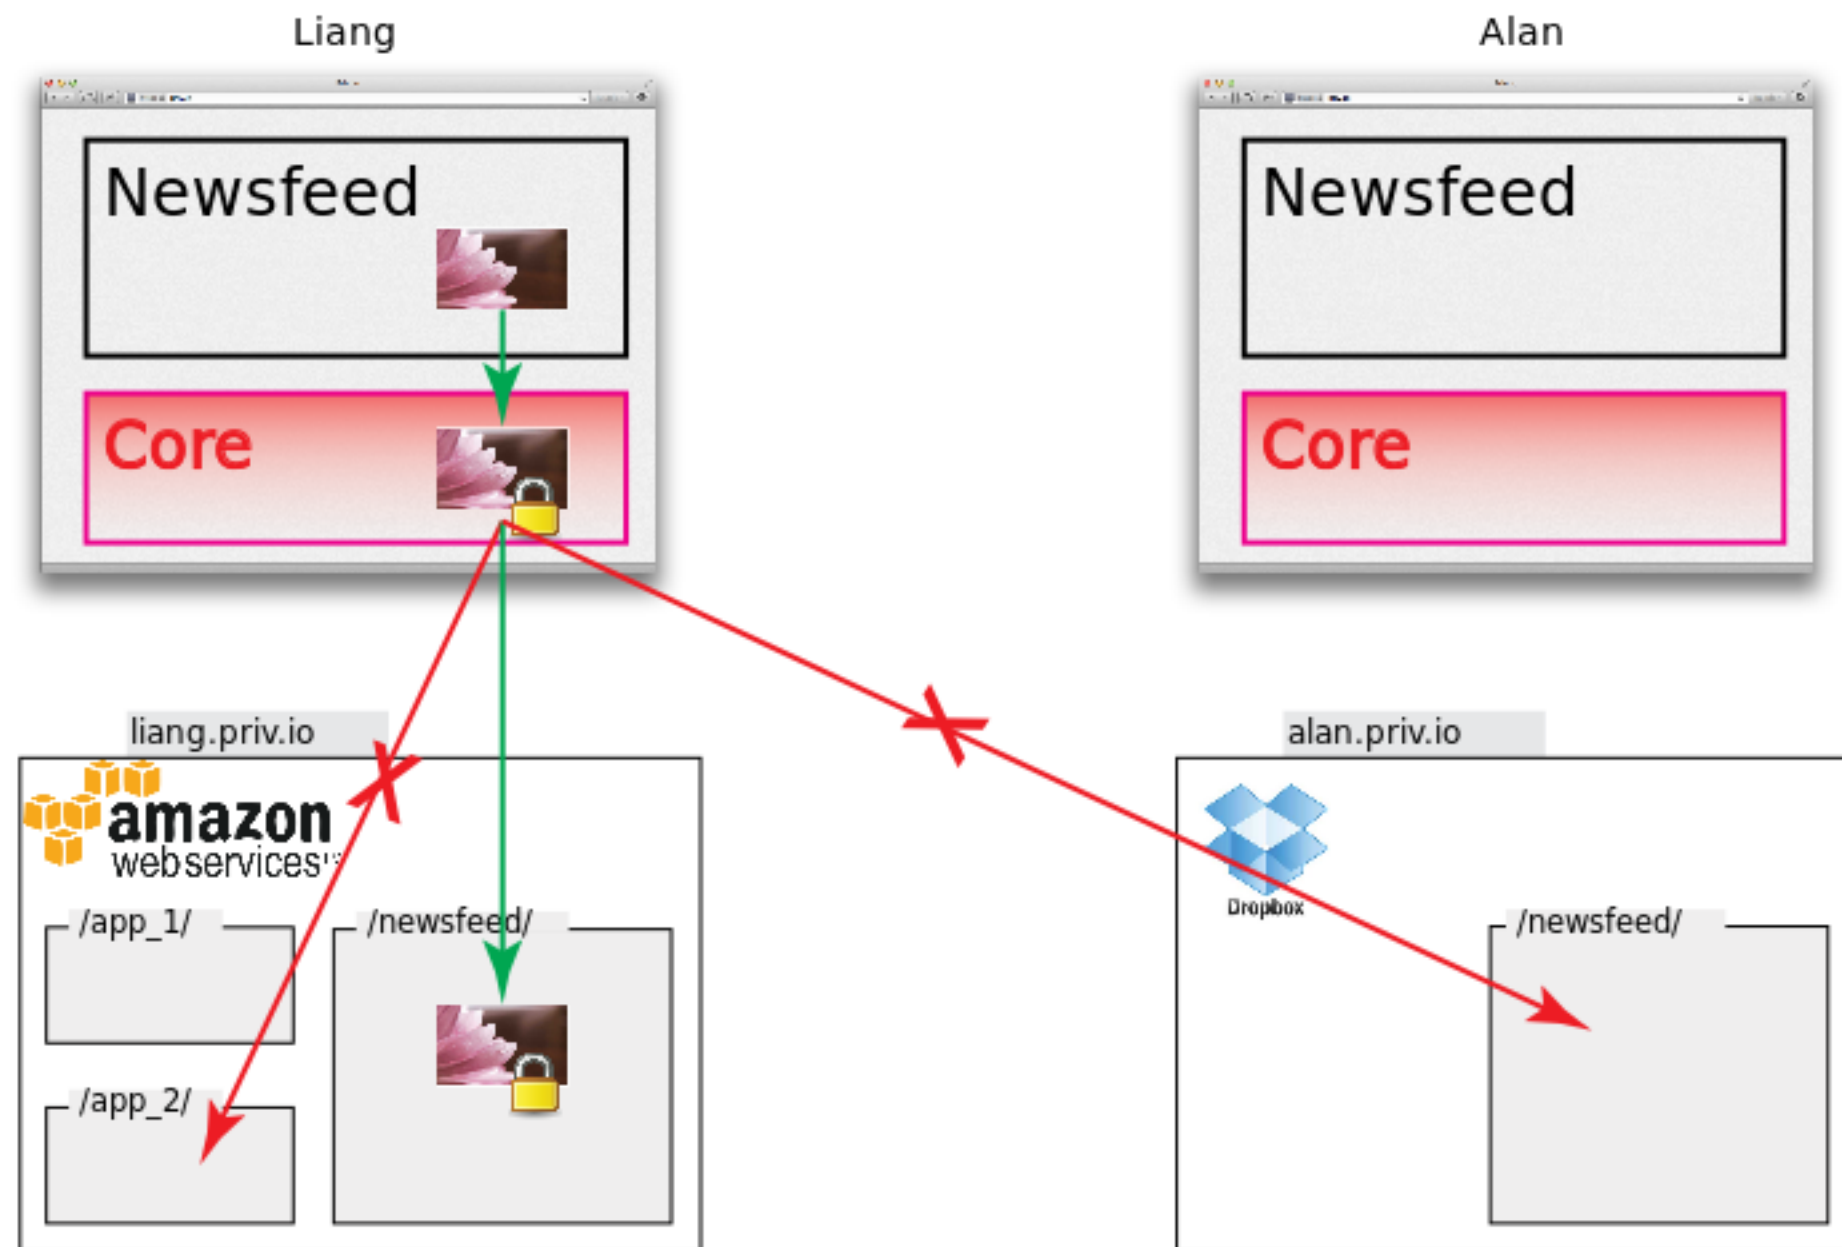 Liang
Alan
Newsfeed
Newsfeed
Core
Core
liang.priv.io
alan.priv.io
amazon
webservices
Dropbox
/app_1/
/newsfeed/
/newsfeed/
/app_2/